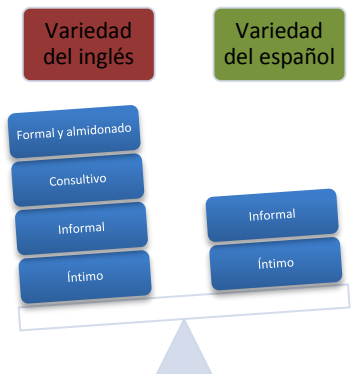 Variedad
del inglés
Variedad
del español
Formal y almidonado
Consultivo
Informal
Íntimo
Informal
Íntimo